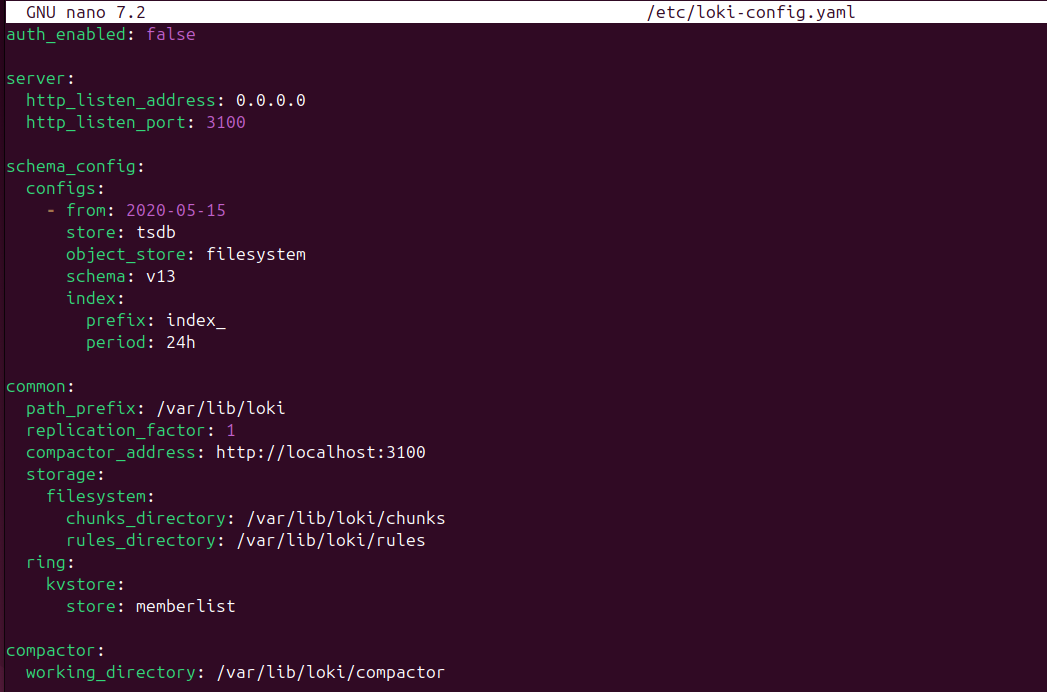 GNU nano 7.2 /etc/loki-config.yaml
auth_enabled: false

server:
  http_listen_address: 0.0.0.0
  http_listen_port: 3100

schema_config:
  configs:
    - from: 2020-05-15
      store: tsdb
      object_store: filesystem
      schema: v13
      index:
        prefix: index_
        period: 24h

common:
  path_prefix: /var/lib/loki
  replication_factor: 1
  compactor_address: http://localhost:3100
  storage:
    filesystem:
      chunks_directory: /var/lib/loki/chunks
      rules_directory: /var/lib/loki/rules
  ring:
    kvstore:
      store: memberlist

compactor:
  working_directory: /var/lib/loki/compactor